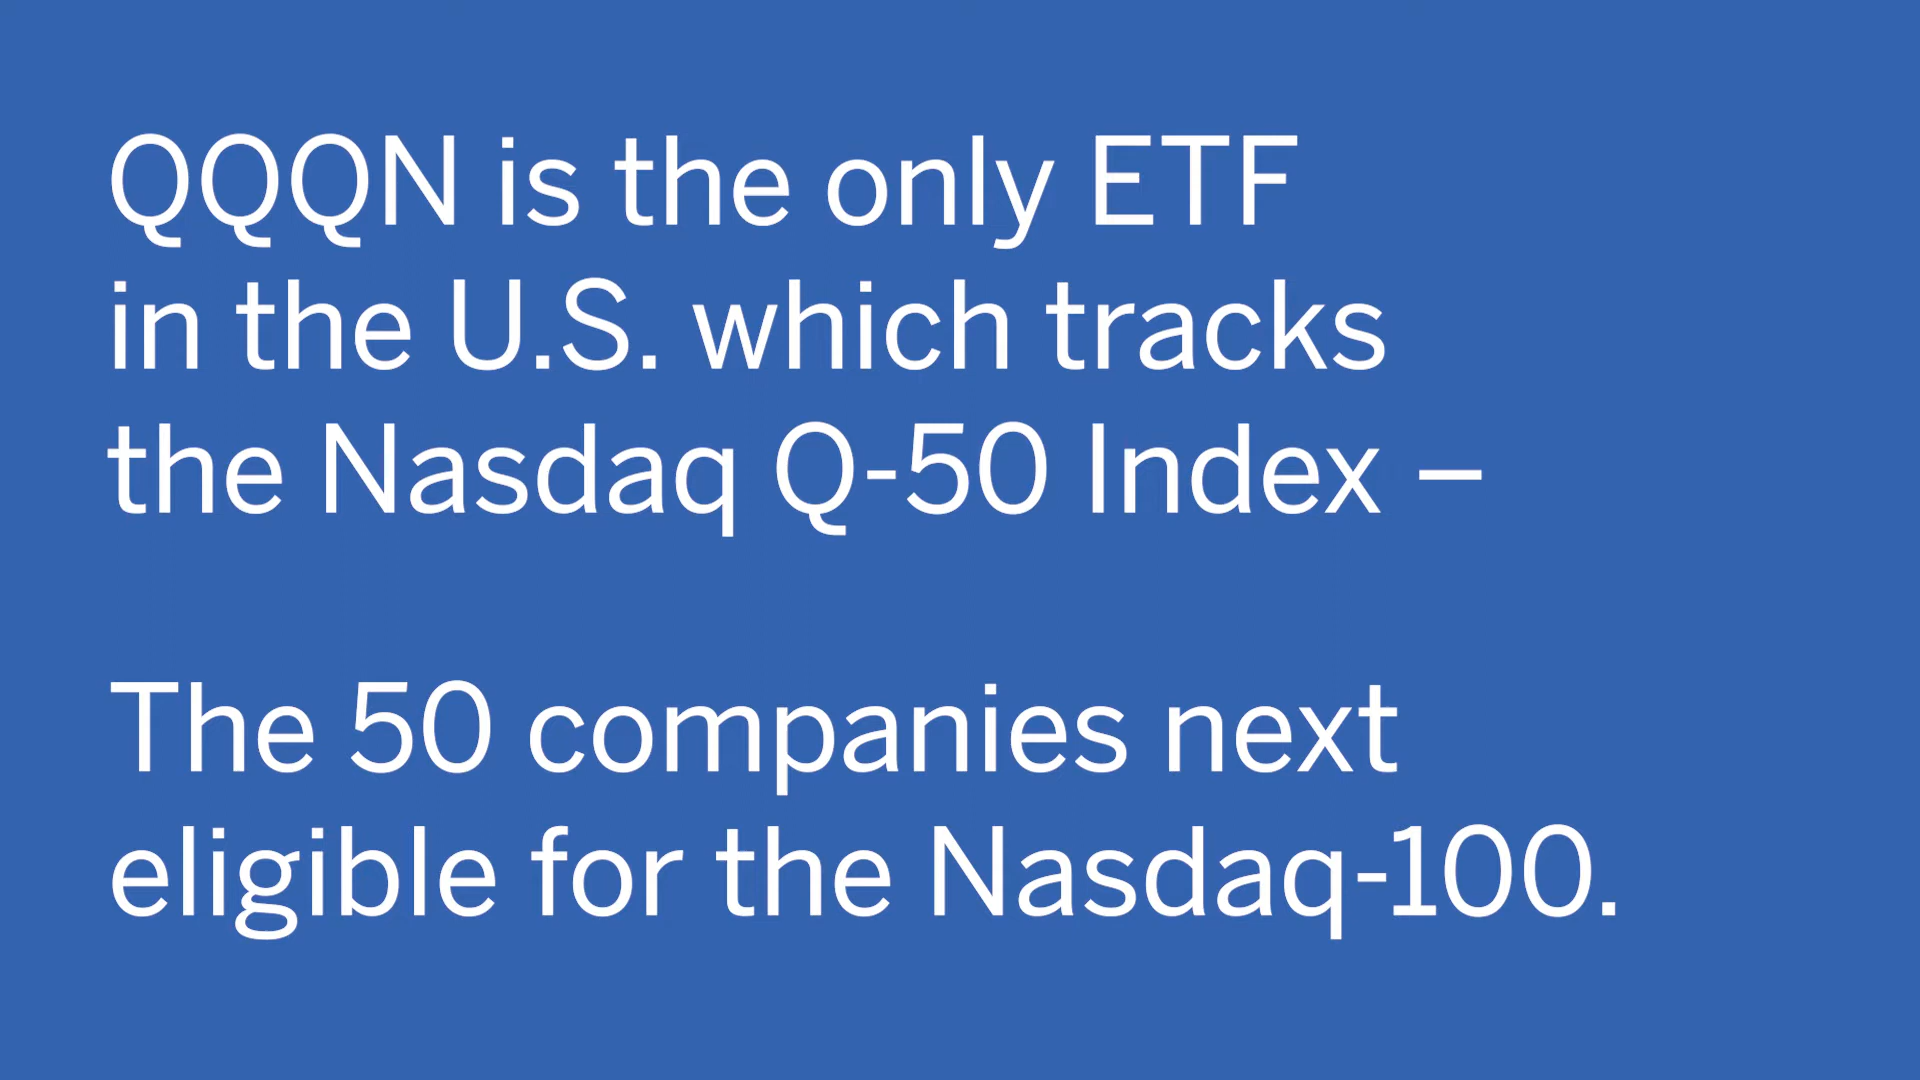 QQQN is the only ETF
in the U.S. which tracks
the Nasdaq Q-50 Index –
The 50 companies next
eligible for the Nasdaq-100.